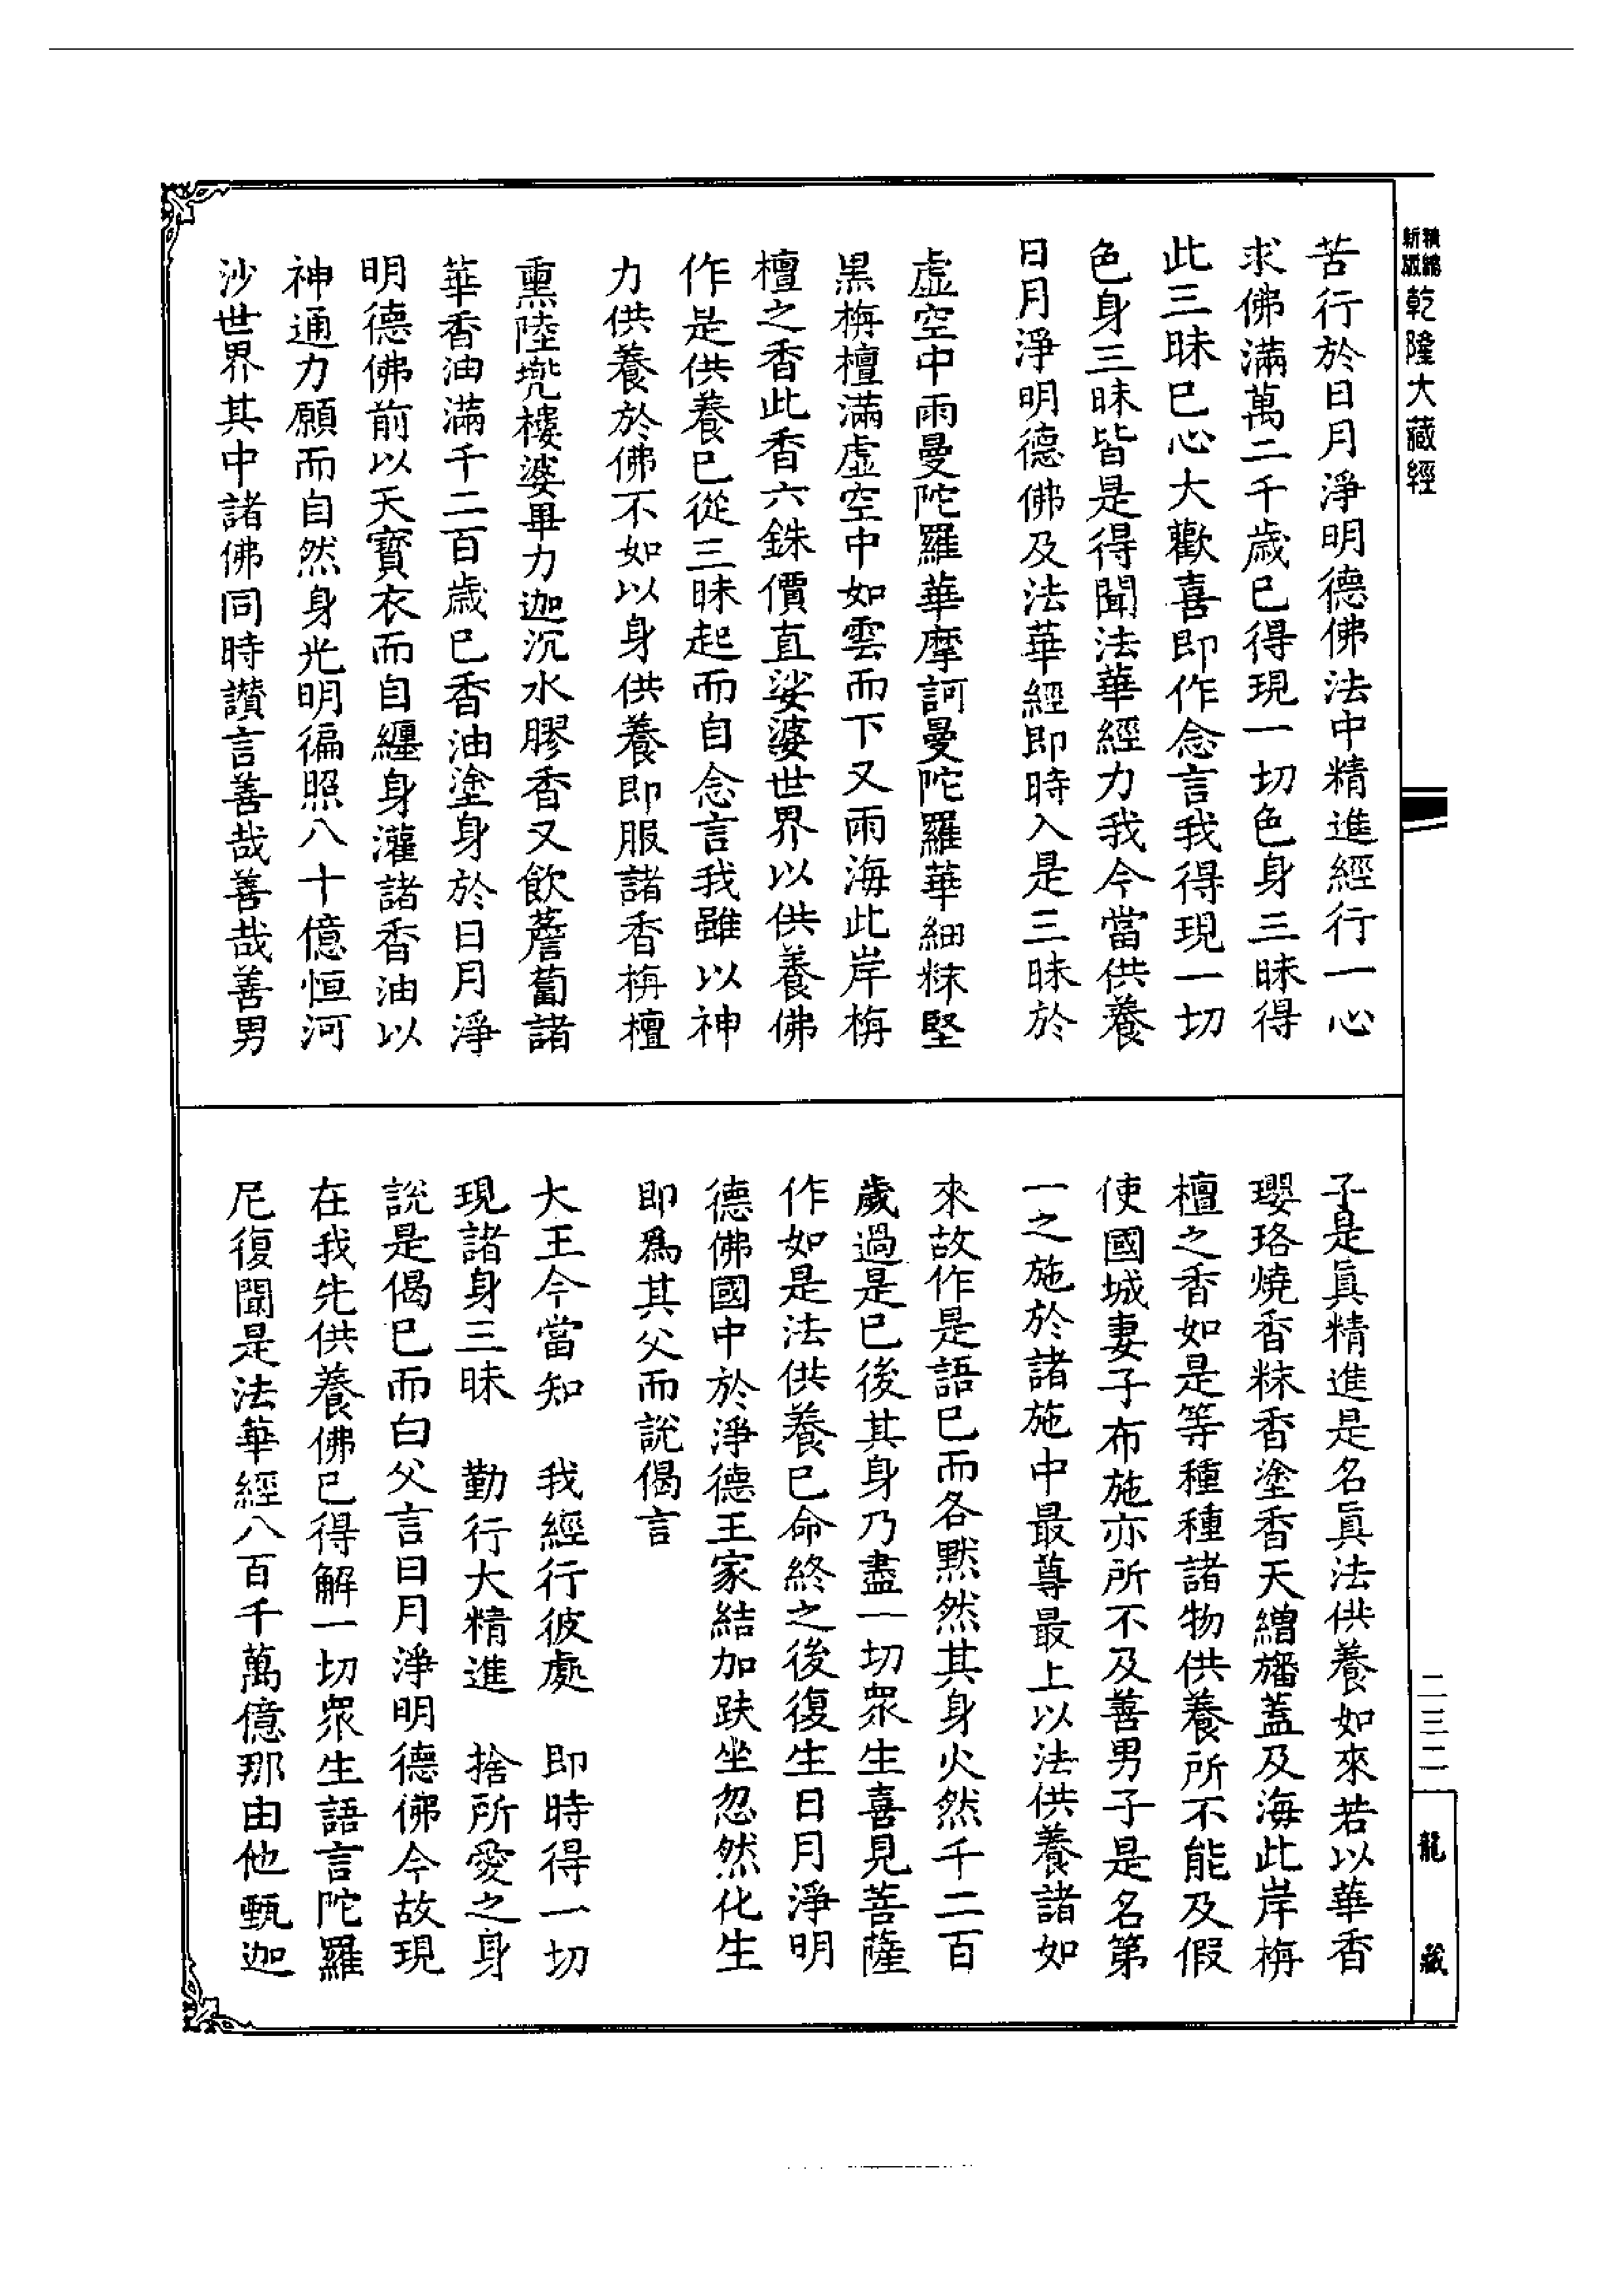 精縮新版乾隆大藏經
苦行於日月淨明德佛法中精進經行一心
求佛滿萬二千歲已得現一切色身三昧得
此三昧已心大歡喜即作念言我得現一切
色身三昧皆是得聞法華經力我今當供養
日月淨明德佛及法華經即時入是三昧於
虛空中雨曼陀羅華摩訶曼陀羅華細粖堅
黑栴檀滿虛空中如雲而下又雨海此岸栴
檀之香此香六銖價直娑婆世界以供養佛
作是供養已從三昧起而自念言我雖以神
力供養於佛不如以身供養即服諸香栴檀
熏陸兜樓婆畢力迦沉水膠香又飲薝蔔諸
華香油滿千二百歲已香油塗身於日月淨
明德佛前以天寶衣而自纏身灌諸香油以
神通力願而自然身光明徧照八十億恒河
沙世界其中諸佛同時讚言善哉善哉善男
子是眞精進是名眞法供養如來若以華香
瓔珞燒香粖香塗香天繒旛蓋及海此岸栴
檀之香如是等種種諸物供養所不能及假
使國城妻子布施亦所不及善男子是名第
一之施於諸施中最尊最上以法供養諸如
來故作是語已而各默然其身火然千二百
歲過是已後其身乃盡一切眾生喜見菩薩
作如是法供養已命終之後復生日月淨明
德佛國中於淨德王家結加趺坐忽然化生
即爲其父而說偈言
大王今當知　我經行彼處　即時得一切
現諸身三昧　勤行大精進　捨所愛之身
說是偈已而白父言日月淨明德佛今故現
在我先供養佛已得解一切眾生語言陀羅
尼復聞是法華經八百千萬億那由他甄迦
二三二
龍藏